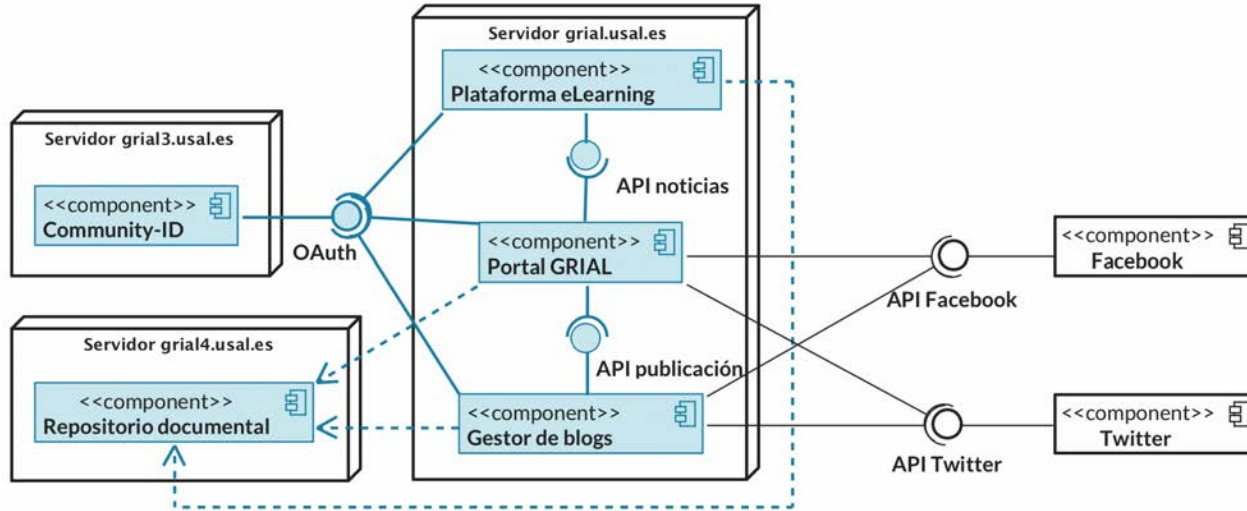 Servidor grial.usal.es
<<component>>
Plataforma eLearning
Servidor grial3.usal.es
<<component>>
Community-ID
OAuth
API noticias
<<component>>
Portal GRIAL
<<component>>
Facebook
API Facebook
Servidor grial4.usal.es
<<component>>
Repositorio documental
API publicación
<<component>>
Gestor de blogs
<<component>>
Twitter
API Twitter